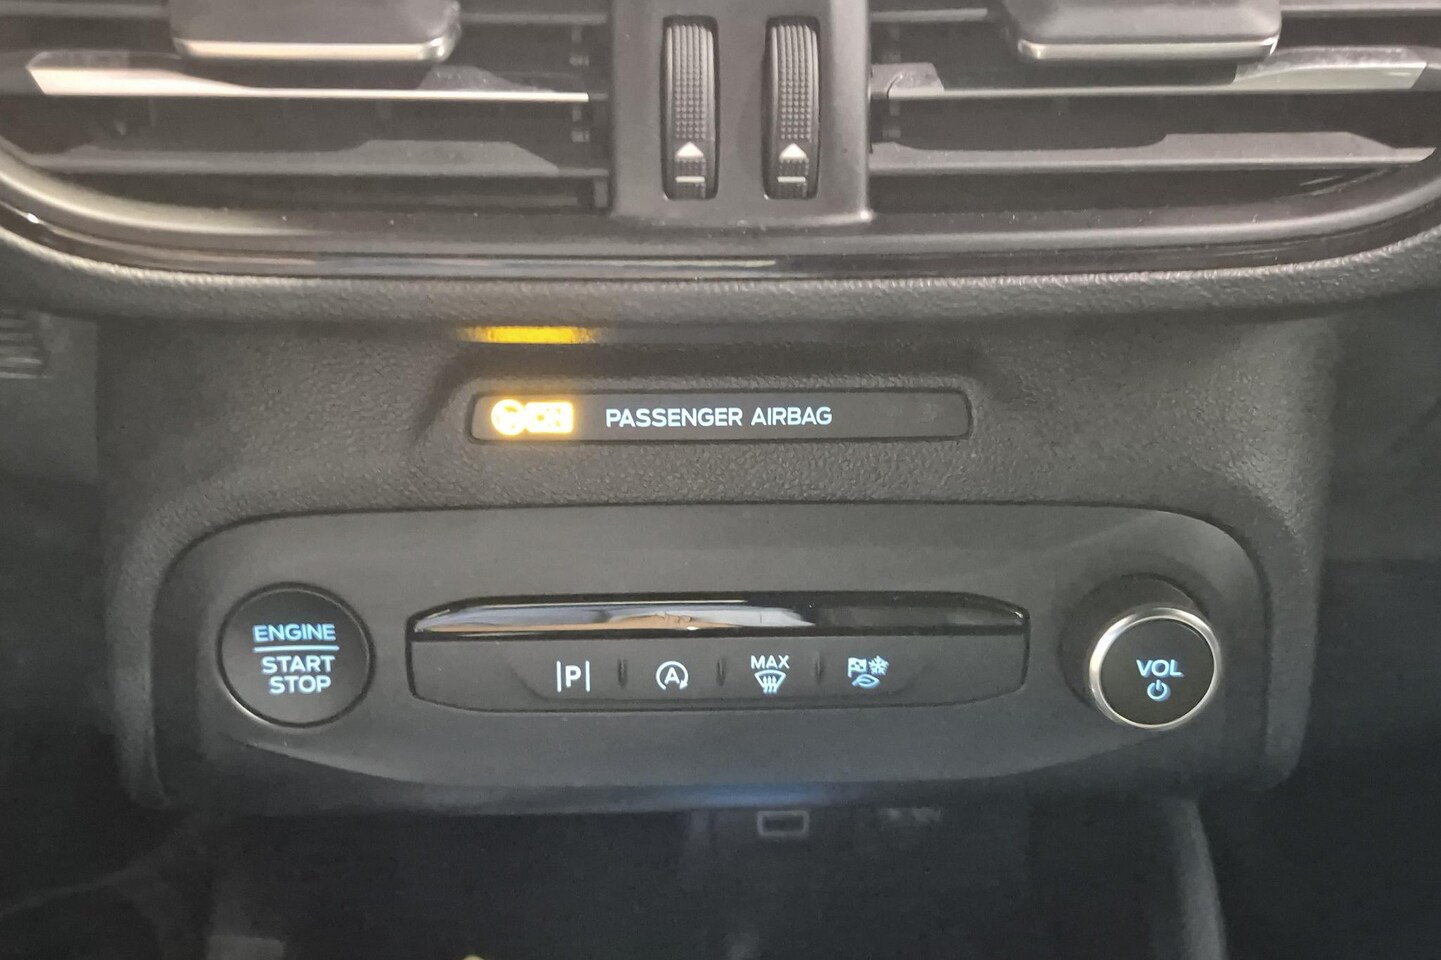 PASSENGER AIRBAG
ENGINE
START
STOP
P
A
MAX
VOL